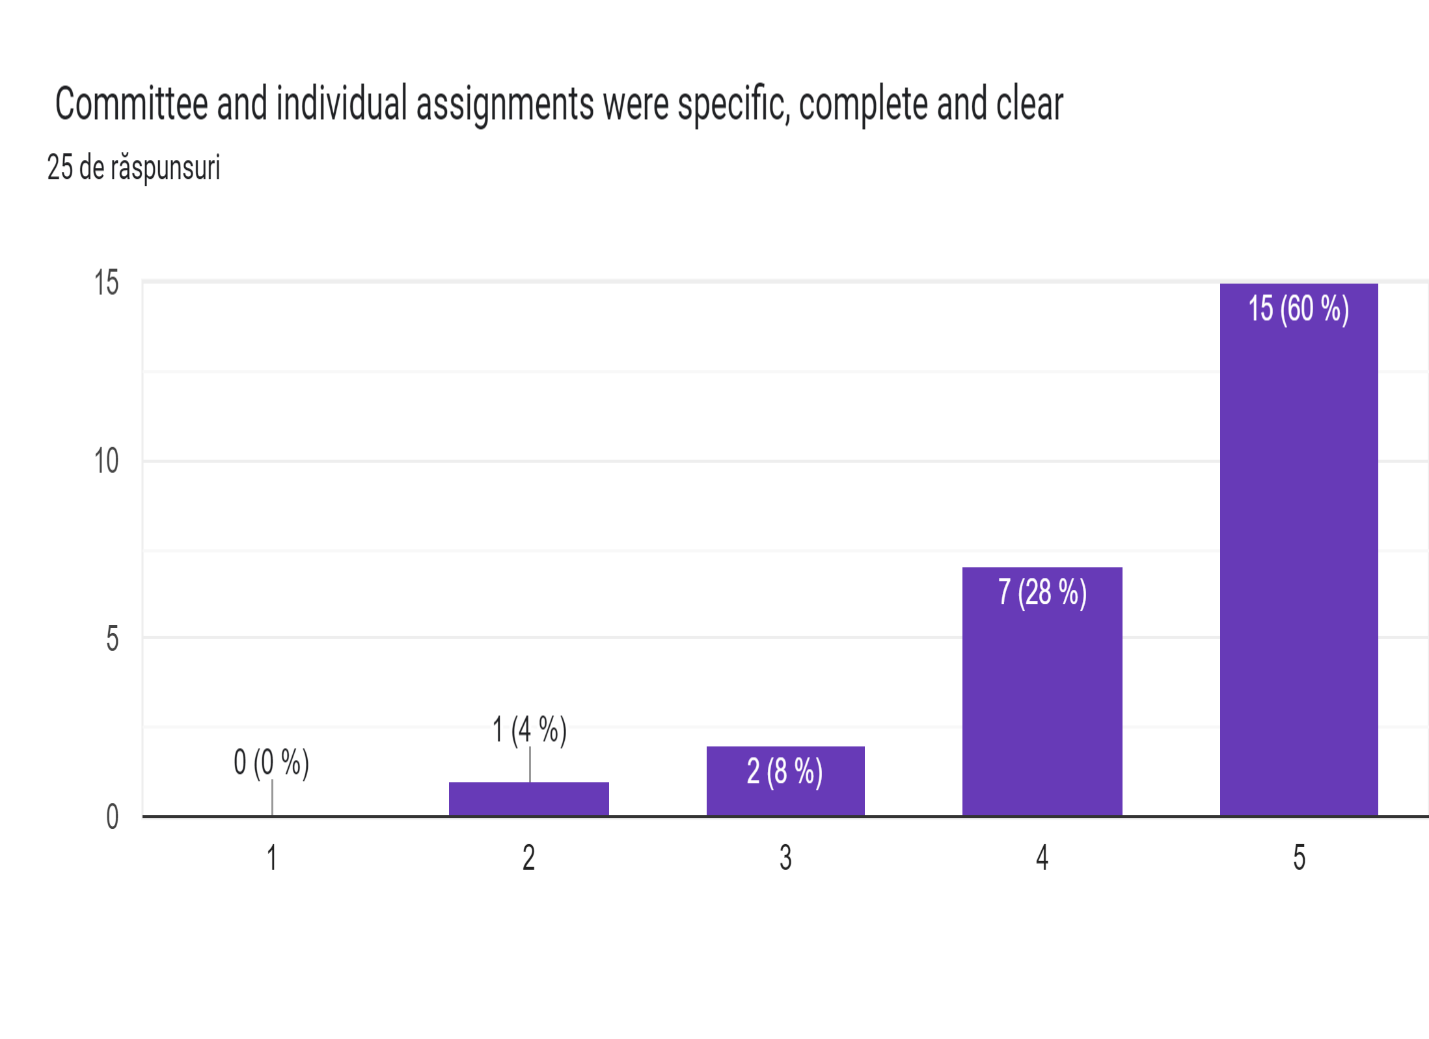 Committee and individual assignments were specific, complete and clear
25 de răspunsuri
15
10
5
0
0 (0 %)
1 (4 %)
2 (8 %)
7 (28 %)
15 (60 %)
1
2
3
4
5